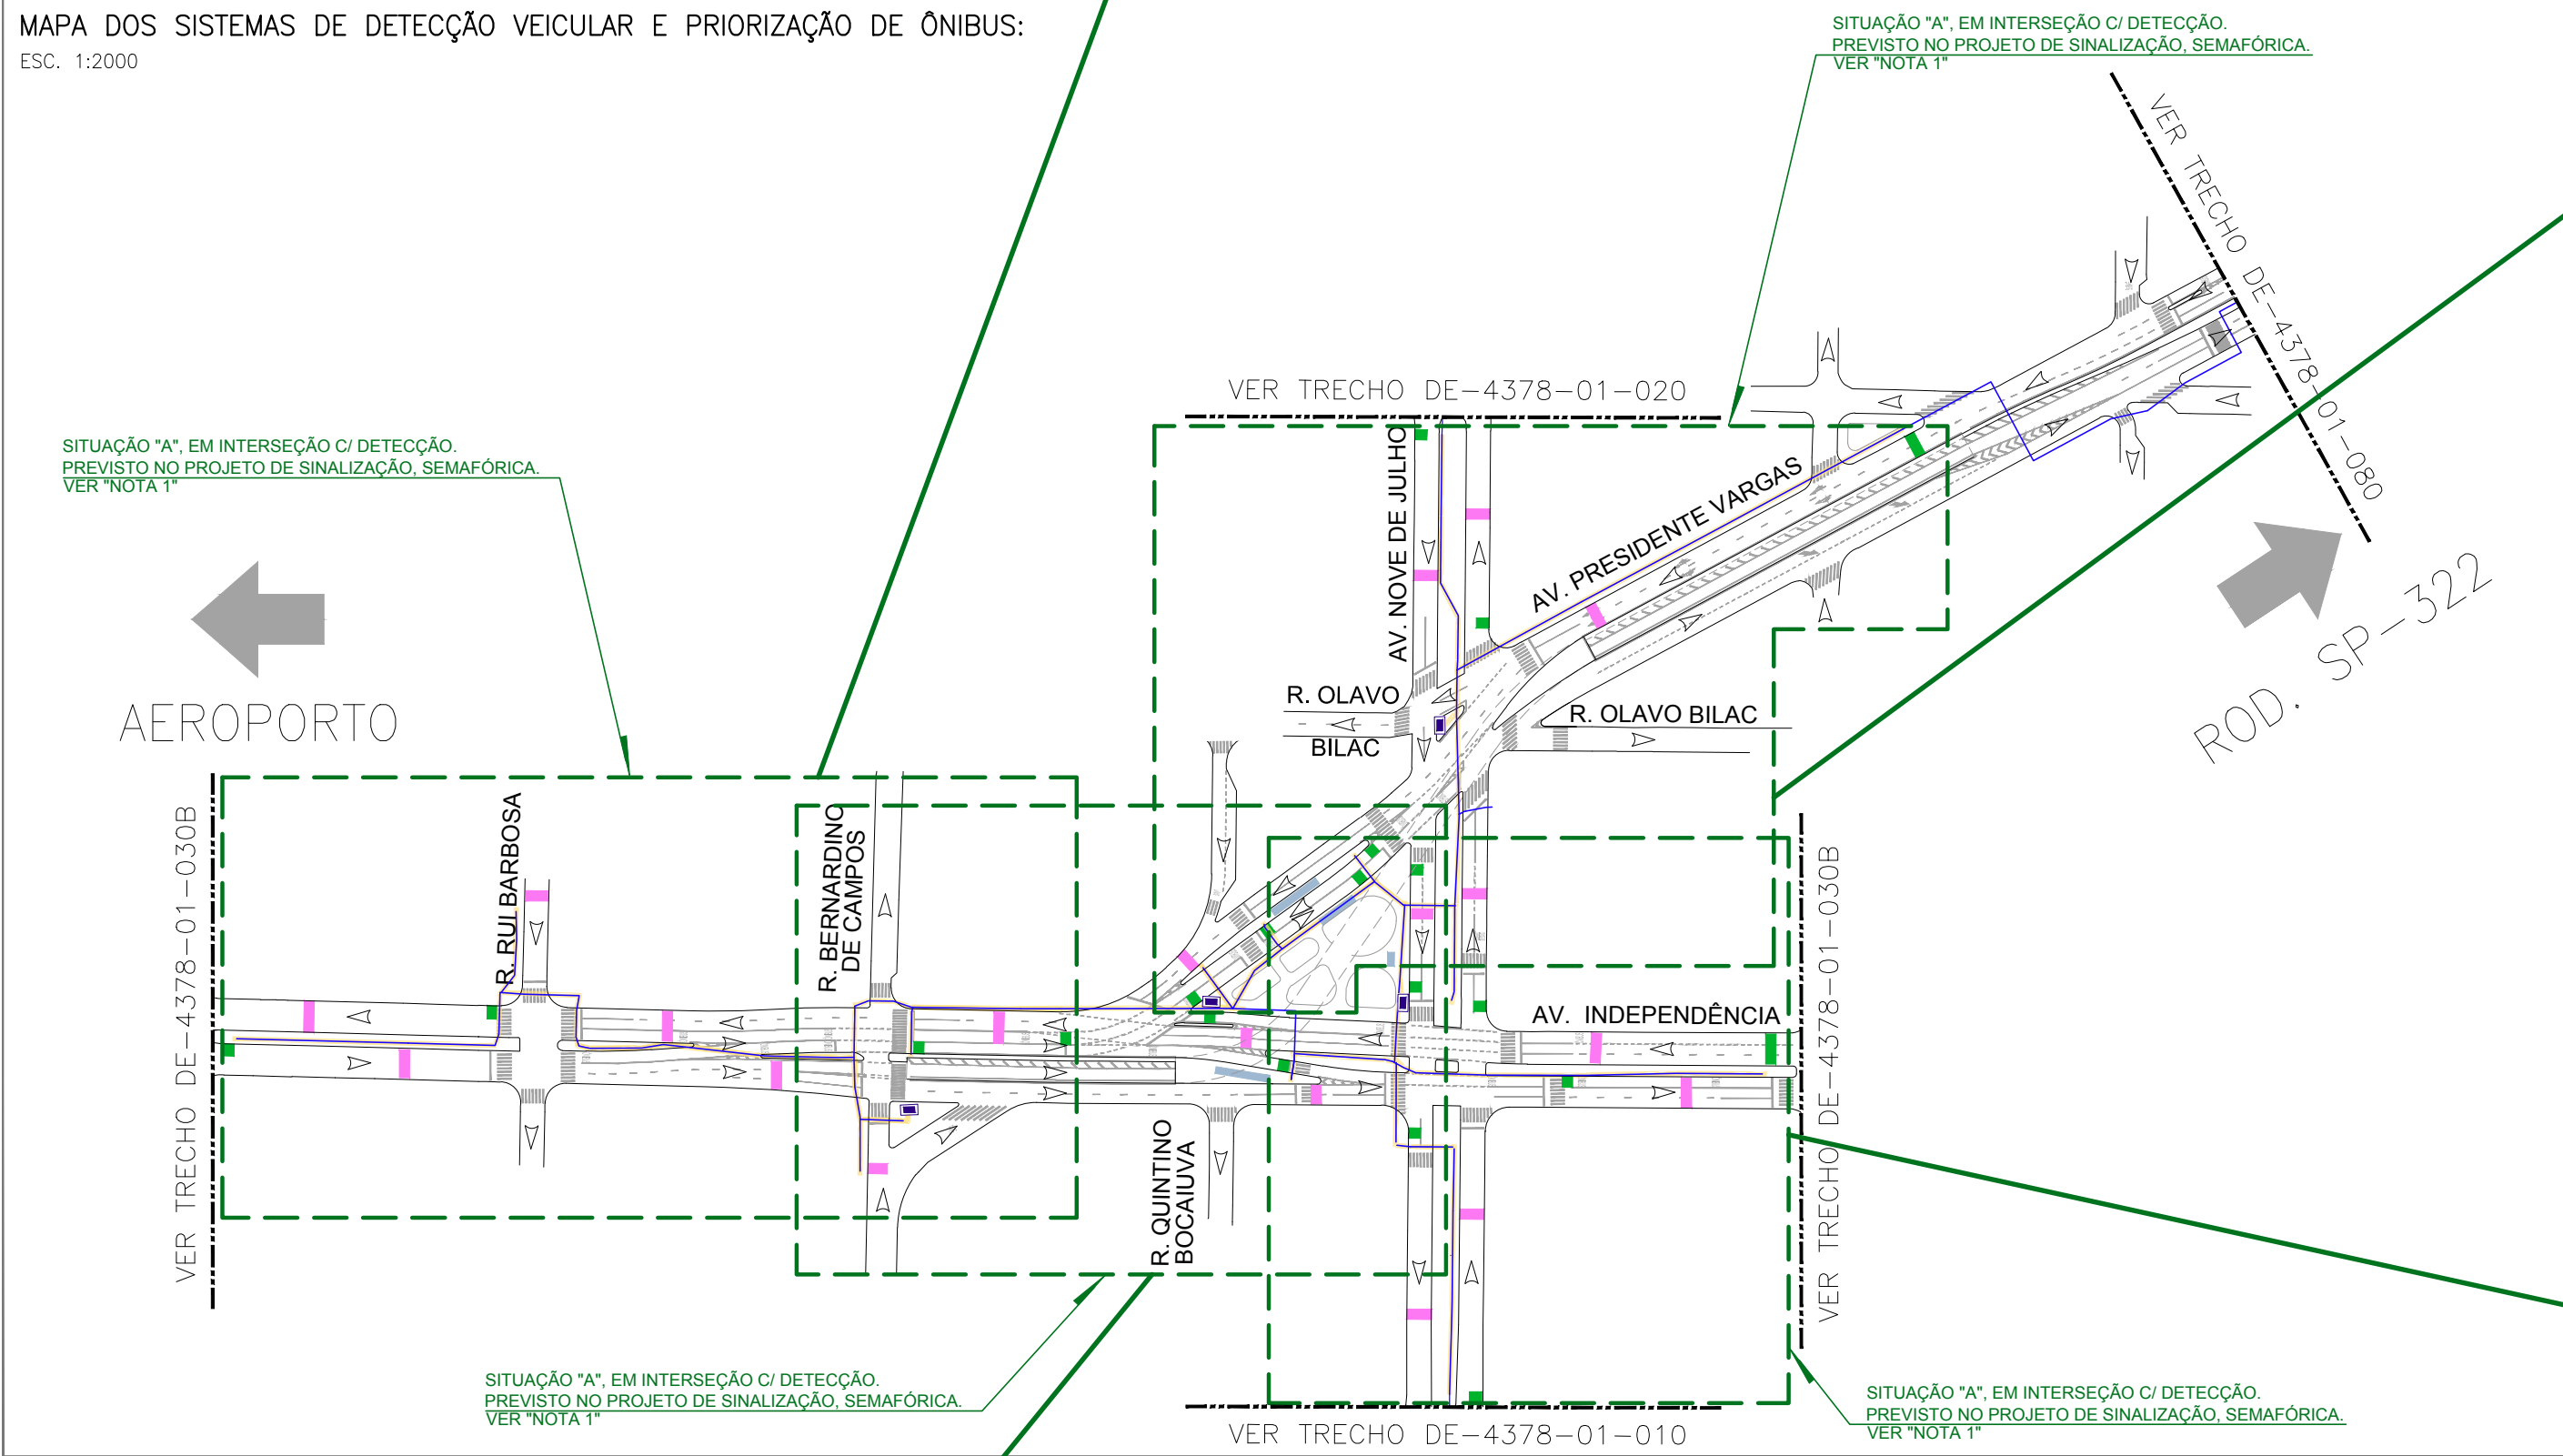 MAPA DOS SISTEMAS DE DETECÇÃO VEICULAR E PRIORIZAÇÃO DE ÔNIBUS:
ESC. 1:2000
SITUAÇÃO "A", EM INTERSEÇÃO C/ DETECÇÃO.
PREVISTO NO PROJETO DE SINALIZAÇÃO, SEMAFÓRICA.
VER "NOTA 1"
VER TRECHO DE-4378-01-080
VER TRECHO DE-4378-01-020
SITUAÇÃO "A", EM INTERSEÇÃO C/ DETECÇÃO.
PREVISTO NO PROJETO DE SINALIZAÇÃO, SEMAFÓRICA.
VER "NOTA 1"
AV. NOVE DE JULHO
AV. PRESIDENTE VARGAS
ROD. SP-322
AEROPORTO
R. OLAVO
BILAC
R. OLAVO BILAC
VER TRECHO DE-4378-01-030B
R. RUI BARBOSA
R. BERNARDINO
DE CAMPOS
AV. INDEPENDÊNCIA
VER TRECHO DE-4378-01-030B
R. QUINTINO
BOCAIUVA
SITUAÇÃO "A", EM INTERSEÇÃO C/ DETECÇÃO.
PREVISTO NO PROJETO DE SINALIZAÇÃO, SEMAFÓRICA.
VER "NOTA 1"
SITUAÇÃO "A", EM INTERSEÇÃO C/ DETECÇÃO.
PREVISTO NO PROJETO DE SINALIZAÇÃO, SEMAFÓRICA.
VER "NOTA 1"
VER TRECHO DE-4378-01-010